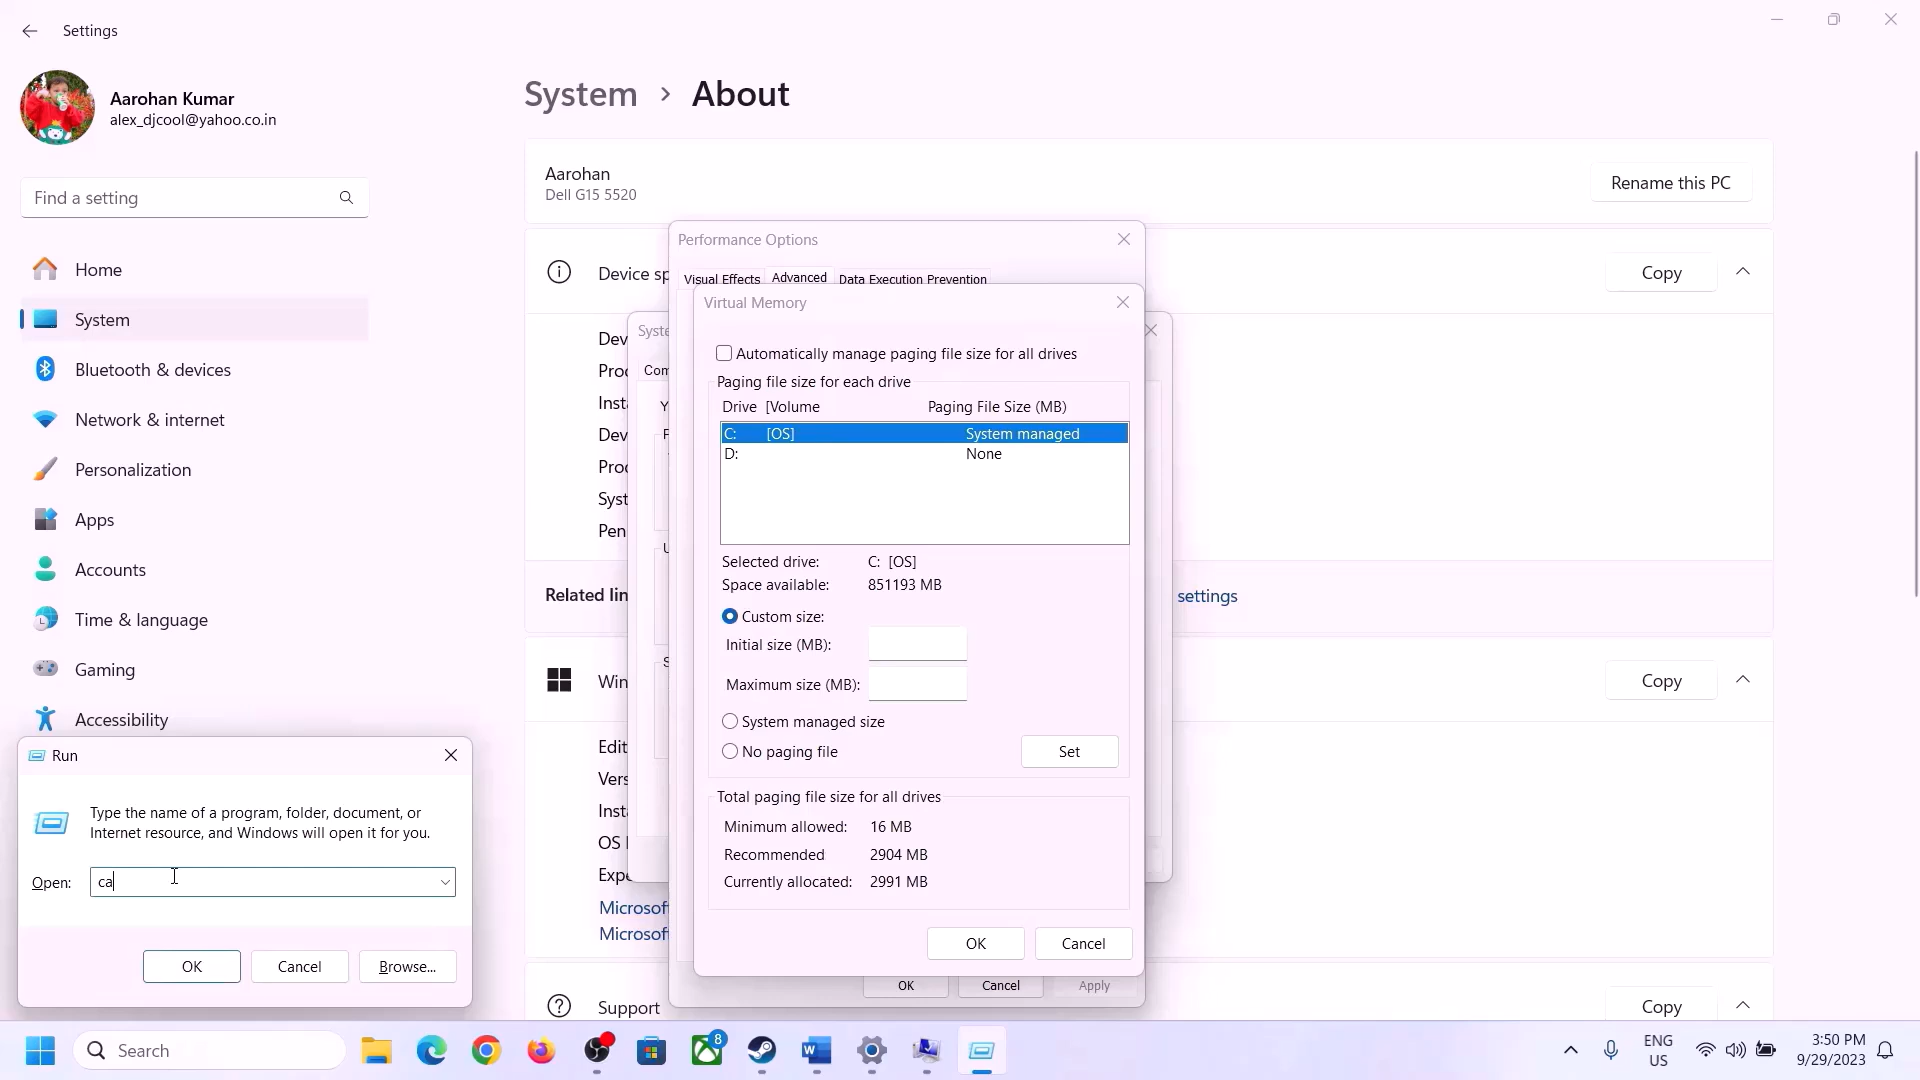 Settings
Aarohan Kumar
alex_djcool@yahoo.co.in
Find a setting
Home
System
Bluetooth & devices
Network & internet
Personalization
Apps
Accounts
Time & language
Gaming
Accessibility
System > About
Aarohan
Dell G15 5520
Rename this PC
Device sp
Copy
Dev
Proc
Insta
Dev
Proc
Syst
Pen
Related lin
settings
Win
Copy
Edit
Vers
Insta
OS
Expe
Microsof
Microsof
Support
Copy
Syste
Com
Performance Options
Visual Effects
Advanced
Data Execution Prevention
OK
Cancel
Apply
Virtual Memory
Automatically manage paging file size for all drives
Paging file size for each drive
Drive [Volume Paging File Size (MB)
C: [OS] System managed
D: None
Selected drive: C: [OS]
Space available: 851193 MB
Custom size:
Initial size (MB):
Maximum size (MB):
System managed size
No paging file
Set
Total paging file size for all drives
Minimum allowed: 16 MB
Recommended 2904 MB
Currently allocated: 2991 MB
OK
Cancel
Run
Type the name of a program, folder, document, or
Internet resource, and Windows will open it for you.
Open: ca
OK
Cancel
Browse...
Search
8
ENG
US
3:50 PM
9/29/2023